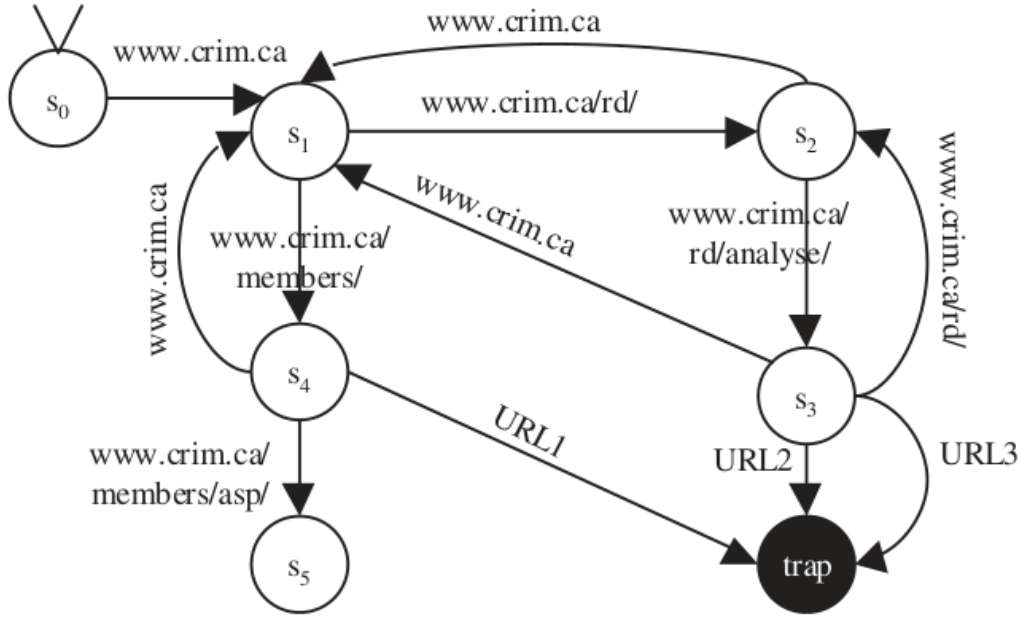 www.crim.ca
www.crim.ca
s0
www.crim.ca/rd/
s1
s2
www.crim.ca
www.crim.ca/rd/
www.crim.ca
www.crim.ca/
members/
www.crim.ca/
rd/analyse/
s4
s3
URL1
www.crim.ca/
members/asp/
URL2
URL3
s5
trap